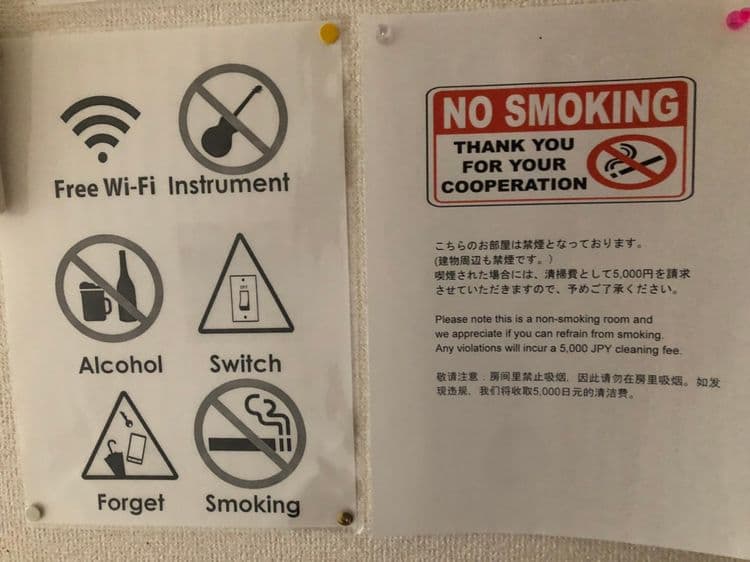 Free Wi-Fi
Instrument
Alcohol
Switch
OFF
Forget
Smoking
NO SMOKING
THANK YOU
FOR YOUR
COOPERATION
こちらのお部屋は禁煙となっております。
(建物周辺も禁煙です。)
喫煙された場合には、清掃費として5,000円を請求
させていただきますので、予めご了承ください。
Please note this is a non-smoking room and
we appreciate if you can refrain from smoking.
Any violations will incur a 5,000 JPY cleaning fee.
敬请注意：房间里禁止吸烟，因此请勿在房里吸烟。如发
现违规，我们将收取5,000日元的清洁费。